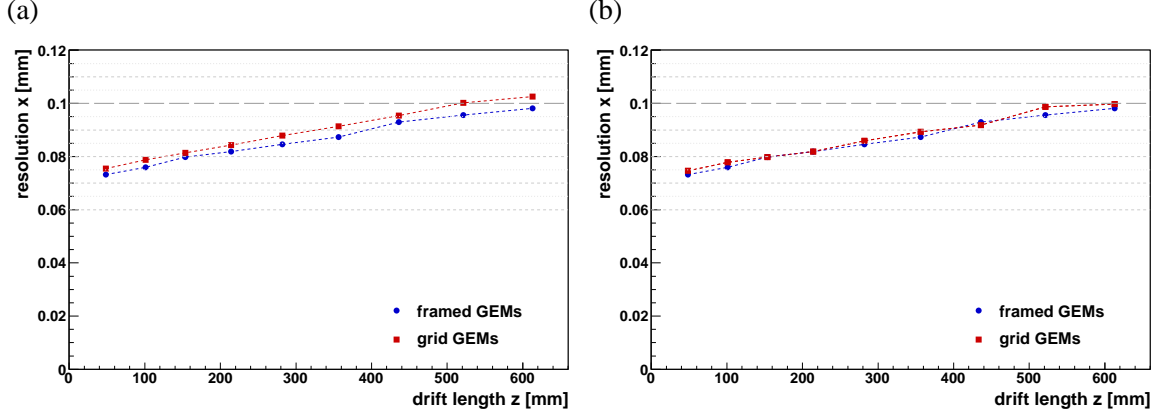 (a)
(b)
resolution x [mm]
0.12
0.1
0.08
0.06
0.04
0.02
0
framed GEMs
grid GEMs
0 100 200 300 400 500 600
drift length z [mm]
resolution x [mm]
0.12
0.1
0.08
0.06
0.04
0.02
0
framed GEMs
grid GEMs
0 100 200 300 400 500 600
drift length z [mm]